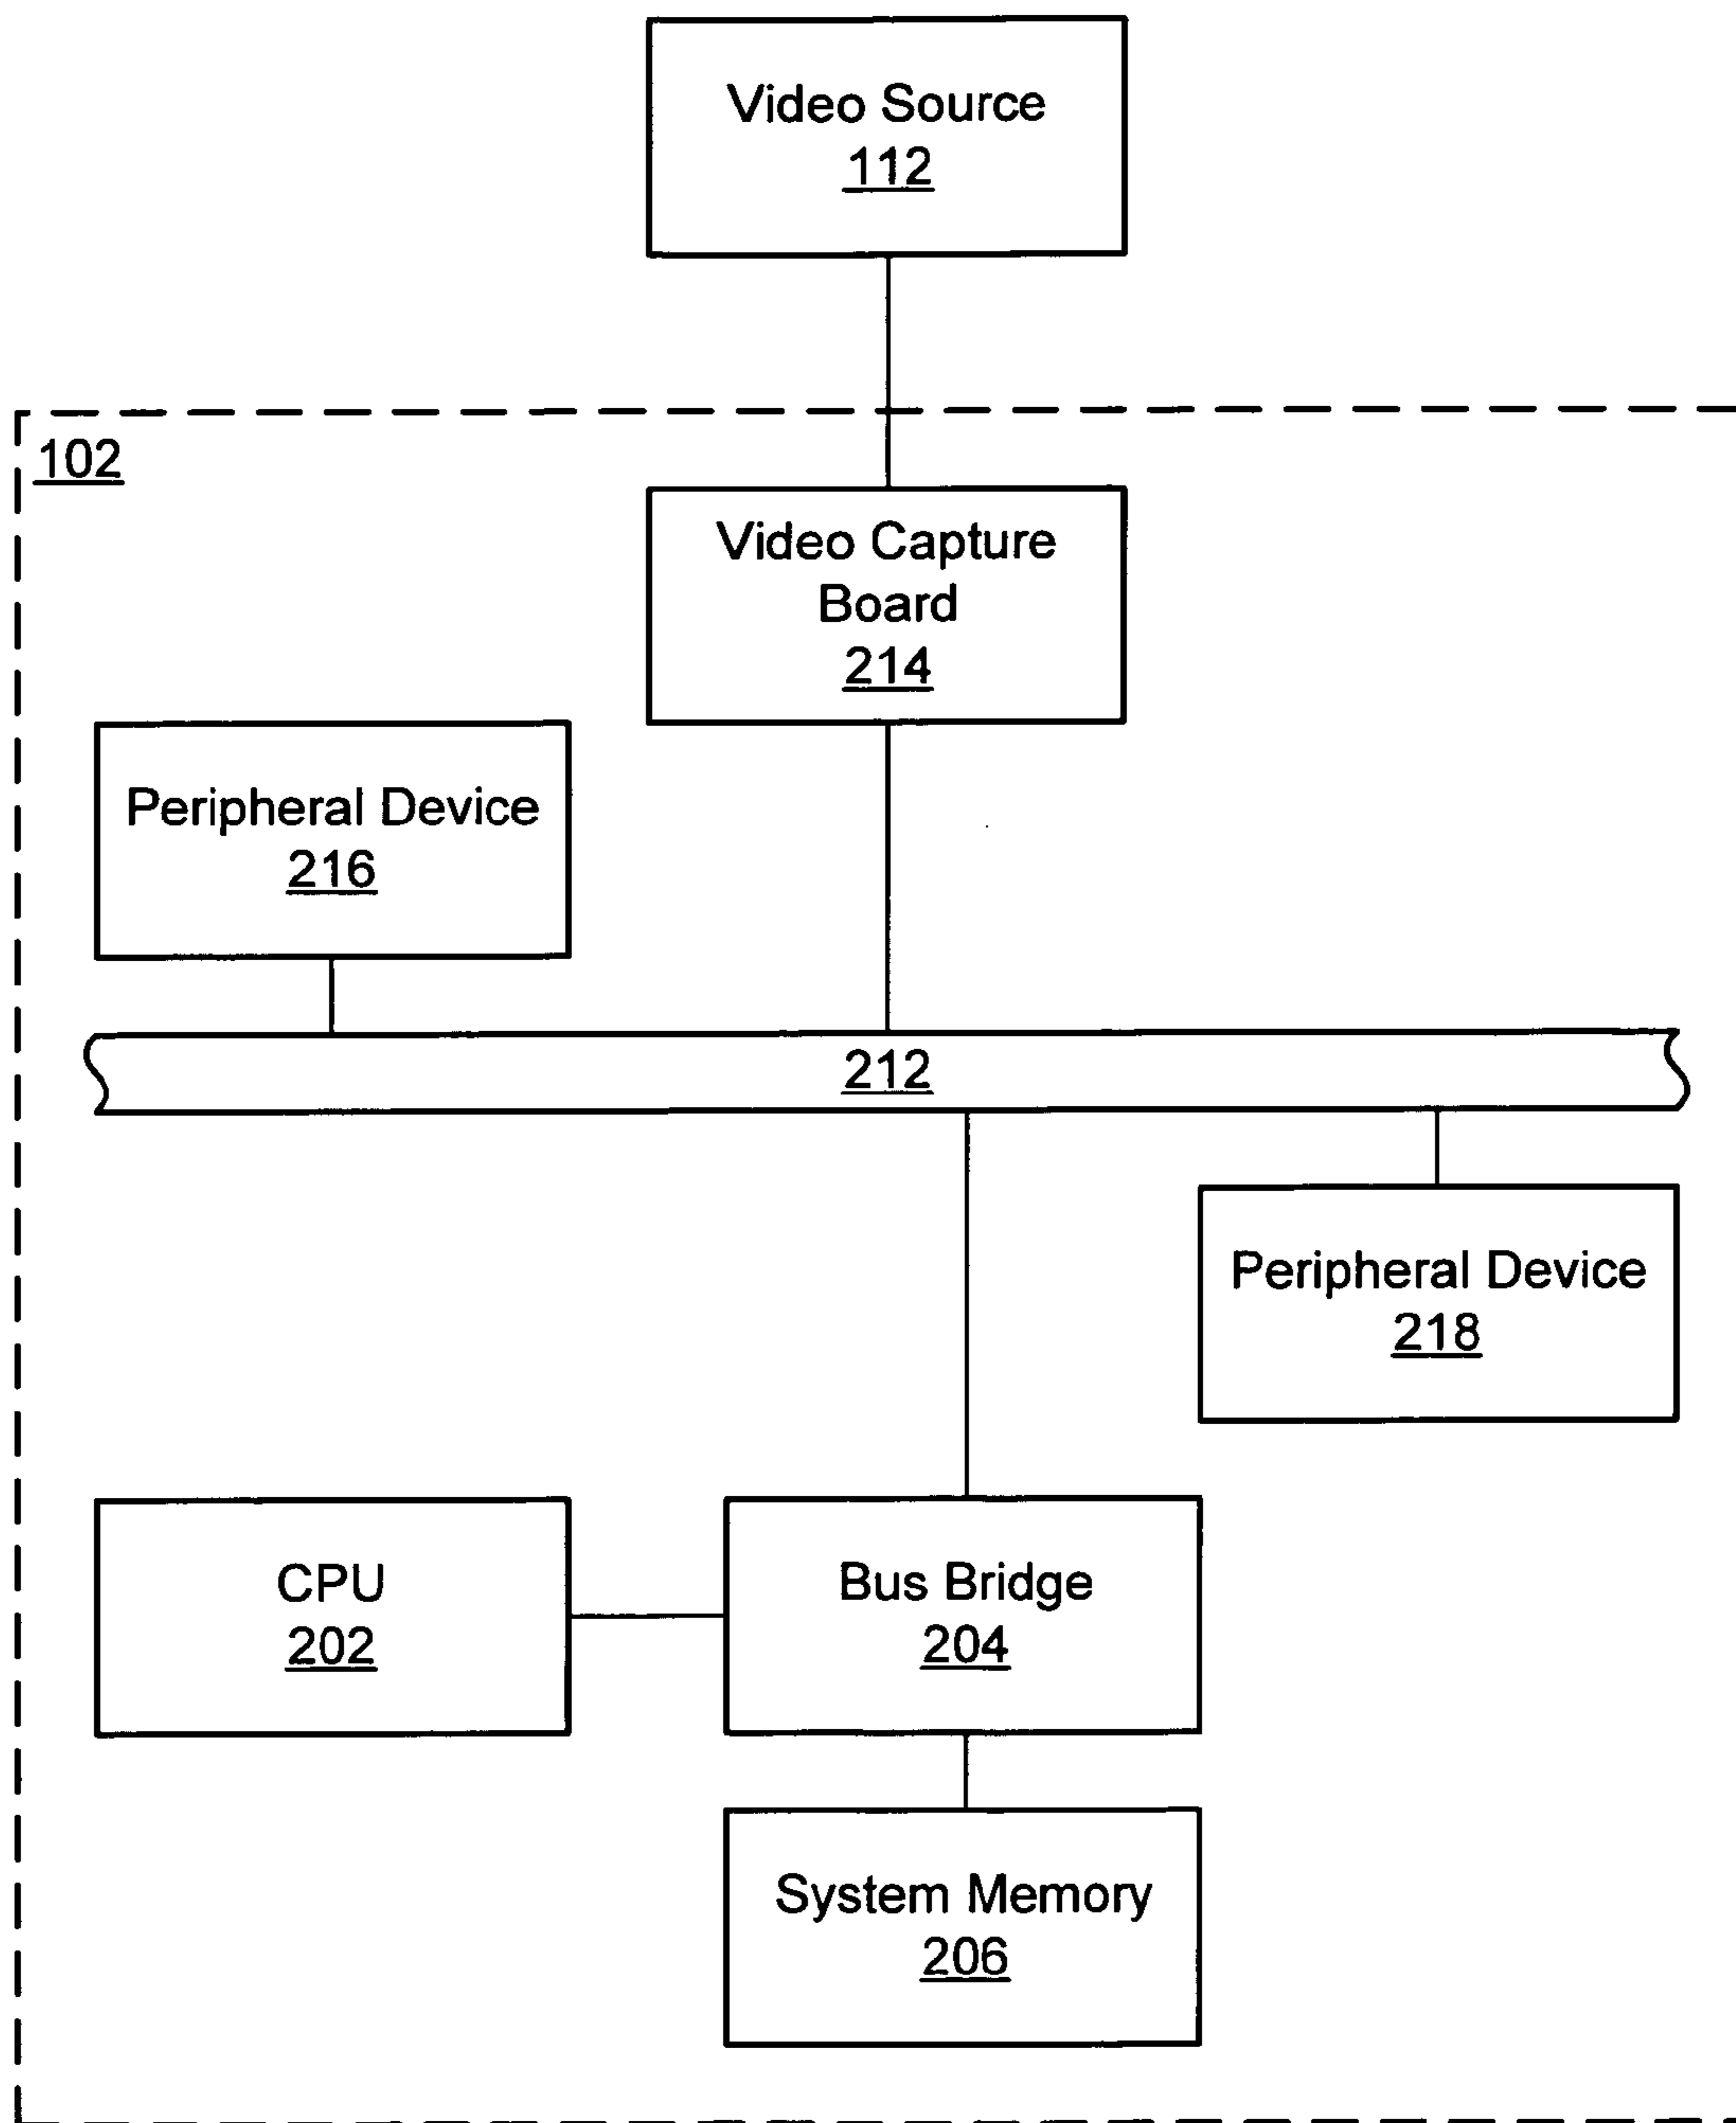 Video Source
112
102
Video Capture
Board
214
Peripheral Device
216
212
Peripheral Device
218
CPU
202
Bus Bridge
204
System Memory
206